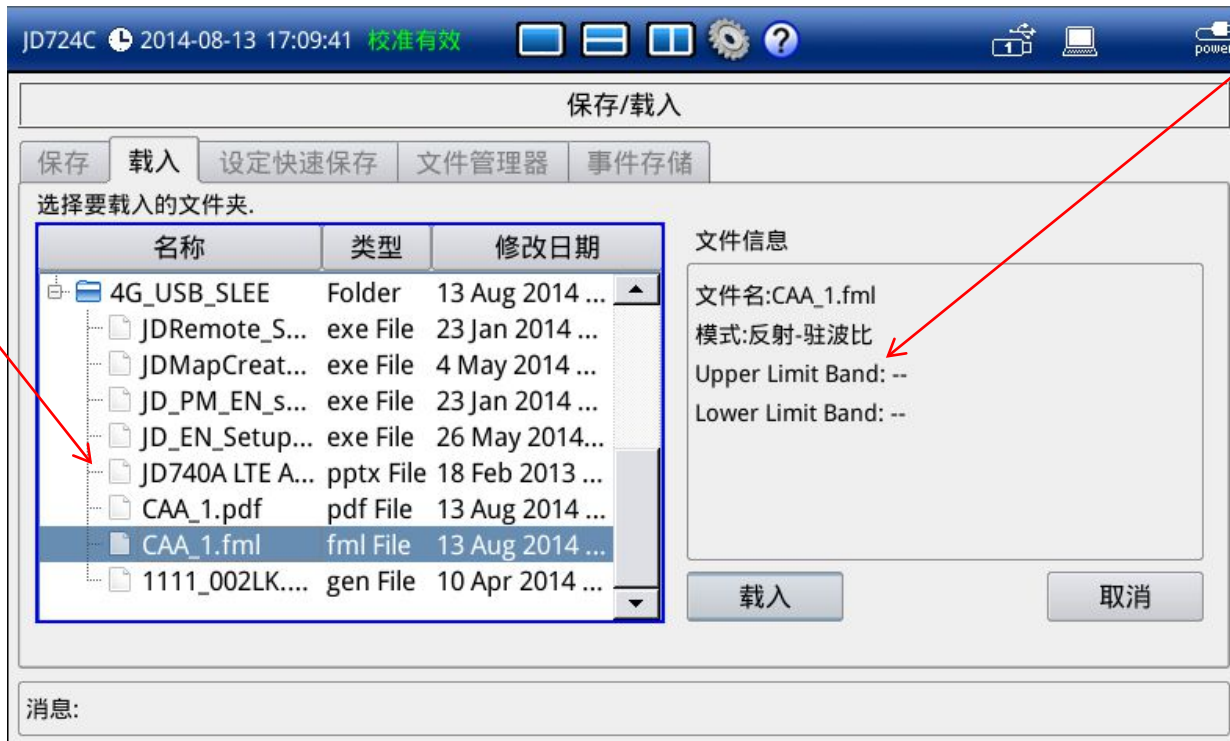 JD724C 2014-08-13 17:09:41 校准有效
1
power
保存/载入
保存 载入 设定快速保存 文件管理器 事件存储
选择要载入的文件夹.
名称 类型 修改日期
4G_USB_SLEE Folder 13 Aug 2014 ...
JDRemote_S... exe File 23 Jan 2014 ...
JDMapCreat... exe File 4 May 2014 ...
JD_PM_EN_s... exe File 23 Jan 2014 ...
JD_EN_Setup... exe File 26 May 2014...
JD740A LTE A... pptx File 18 Feb 2013 ...
CAA_1.pdf pdf File 13 Aug 2014 ...
CAA_1.fml fml File 13 Aug 2014 ...
1111_002LK.... gen File 10 Apr 2014 ...
文件信息
文件名:CAA_1.fml
模式:反射-驻波比
Upper Limit Band: --
Lower Limit Band: --
载入 取消
消息: